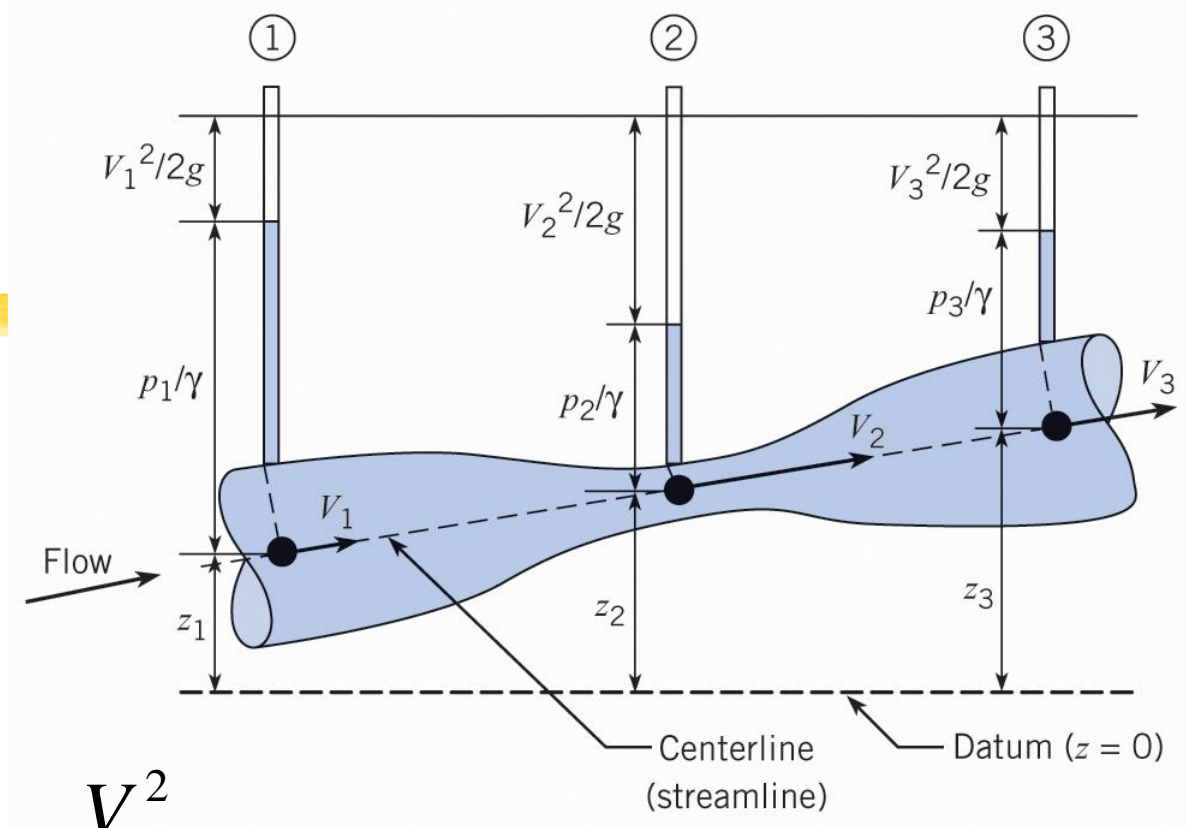 ① ② ③
V₁²/2g
V₂²/2g
V₃²/2g
p₁/γ
p₂/γ
p₃/γ
V₁
V₂
V₃
Flow
z₁
z₂
z₃
Centerline
(streamline)
Datum (z = 0)
V²